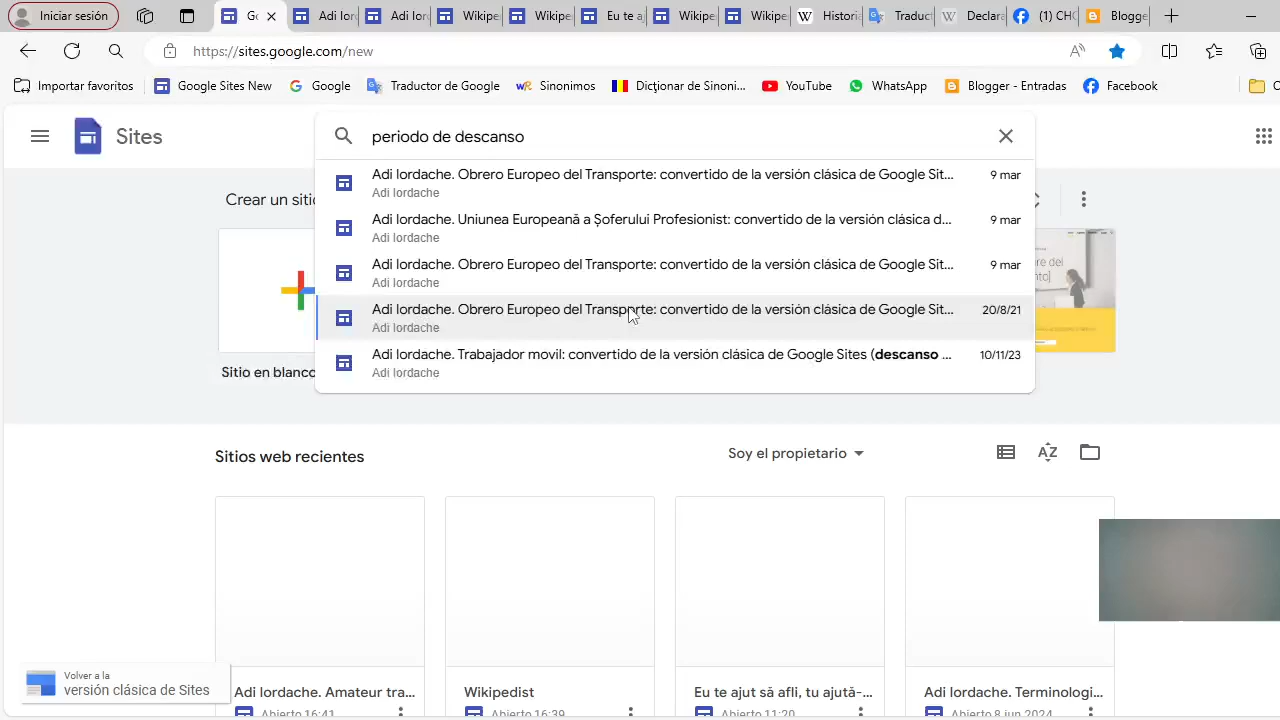 Iniciar sesión
G
Adi Iord
Adi Iord
Wikipe
Wikipe
Eu te aj
Wikipe
Wikipe
Histori
Traduct
Declara
(1) CHO
Blogge
https://sites.google.com/new
Importar favoritos
Google Sites New
Google
Traductor de Google
Sinonimos
Dicționar de Sinoni...
YouTube
WhatsApp
Blogger - Entradas
Facebook
Sites
periodo de descanso
Adi Iordache. Obrero Europeo del Transporte: convertido de la versión clásica de Google Sit... 9 mar
Adi Iordache
Adi Iordache. Uniunea Europeană a Șoferului Profesionist: convertido de la versión clásica d... 9 mar
Adi Iordache
Adi Iordache. Obrero Europeo del Transporte: convertido de la versión clásica de Google Sit... 9 mar
Adi Iordache
Adi Iordache. Obrero Europeo del Transporte: convertido de la versión clásica de Google Sit... 20/8/21
Adi Iordache
Adi Iordache. Trabajador movil: convertido de la versión clásica de Google Sites (descanso ... 10/11/23
Adi Iordache
Crear un siti
Sitio en blanco
Sitios web recientes
Soy el propietario
AZ
Volver a la
versión clásica de Sites
Adi Iordache. Amateur tra...
Wikipedist
Eu te ajut să afli, tu ajută-...
Adi Iordache. Terminologi...
Abierto 16:41
Abierto 16:39
Abierto 11:20
Abierto 8 jun 2024